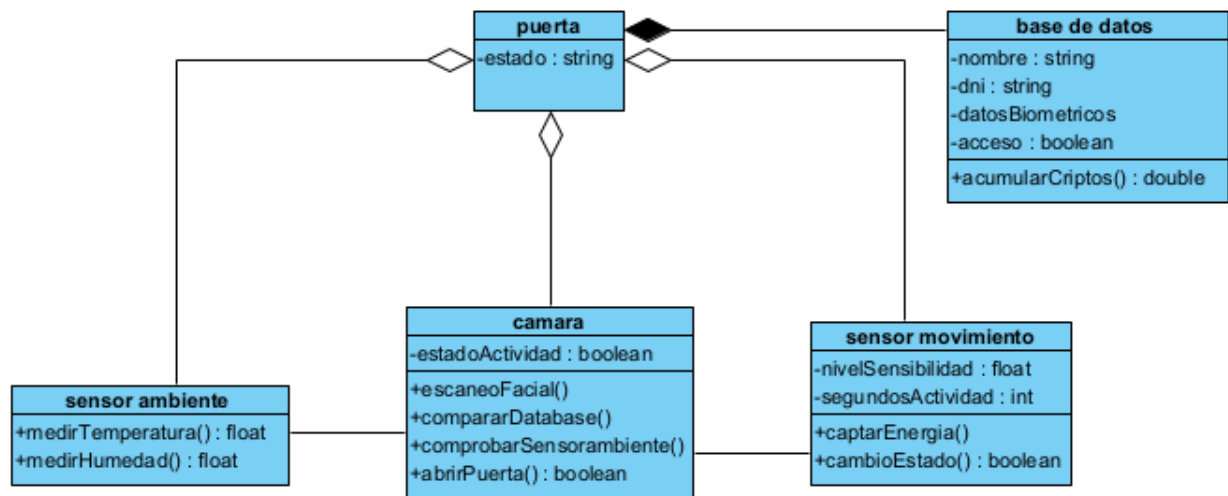 puerta
-estado : string
base de datos
-nombre : string
-dni : string
-datosBiometricos
-acceso : boolean
+acumularCriptos() : double
camara
-estadoActividad : boolean
+escaneoFacial()
+compararDatabase()
+comprobarSensorambiente()
+abrirPuerta() : boolean
sensor movimiento
-nivelSensibilidad : float
-segundosActividad : int
+captarEnergia()
+cambioEstado() : boolean
sensor ambiente
+medirTemperatura() : float
+medirHumedad() : float